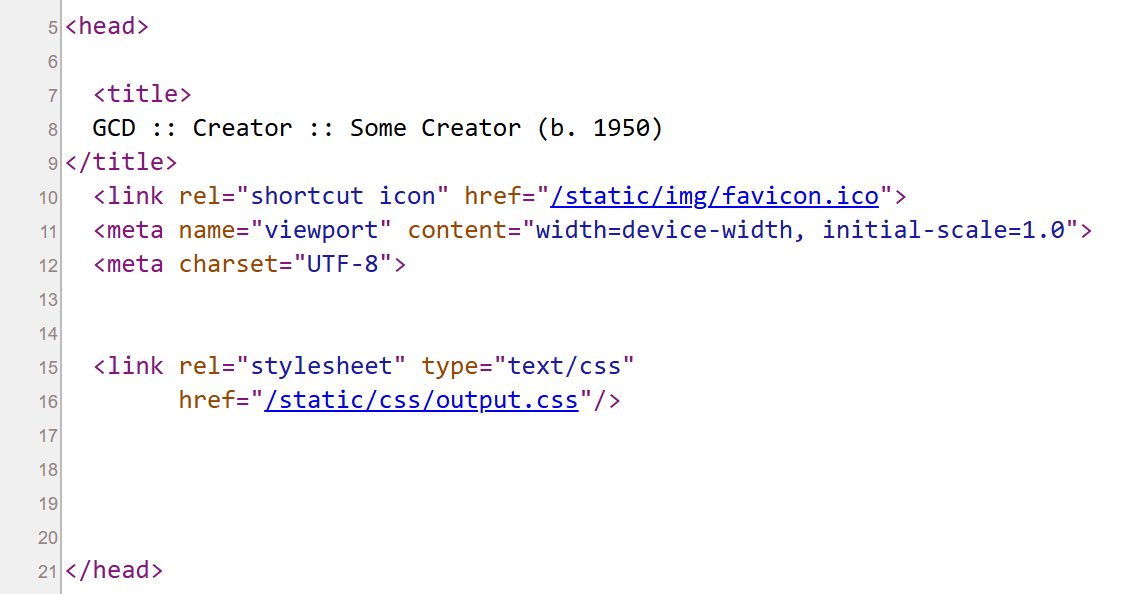 5 <head>
6
7   <title>
8   GCD :: Creator :: Some Creator (b. 1950)
9 </title>
10   <link rel="shortcut icon" href="/static/img/favicon.ico">
11   <meta name="viewport" content="width=device-width, initial-scale=1.0">
12   <meta charset="UTF-8">
13
14
15   <link rel="stylesheet" type="text/css"
16         href="/static/css/output.css"/>
17
18
19
20
21 </head>